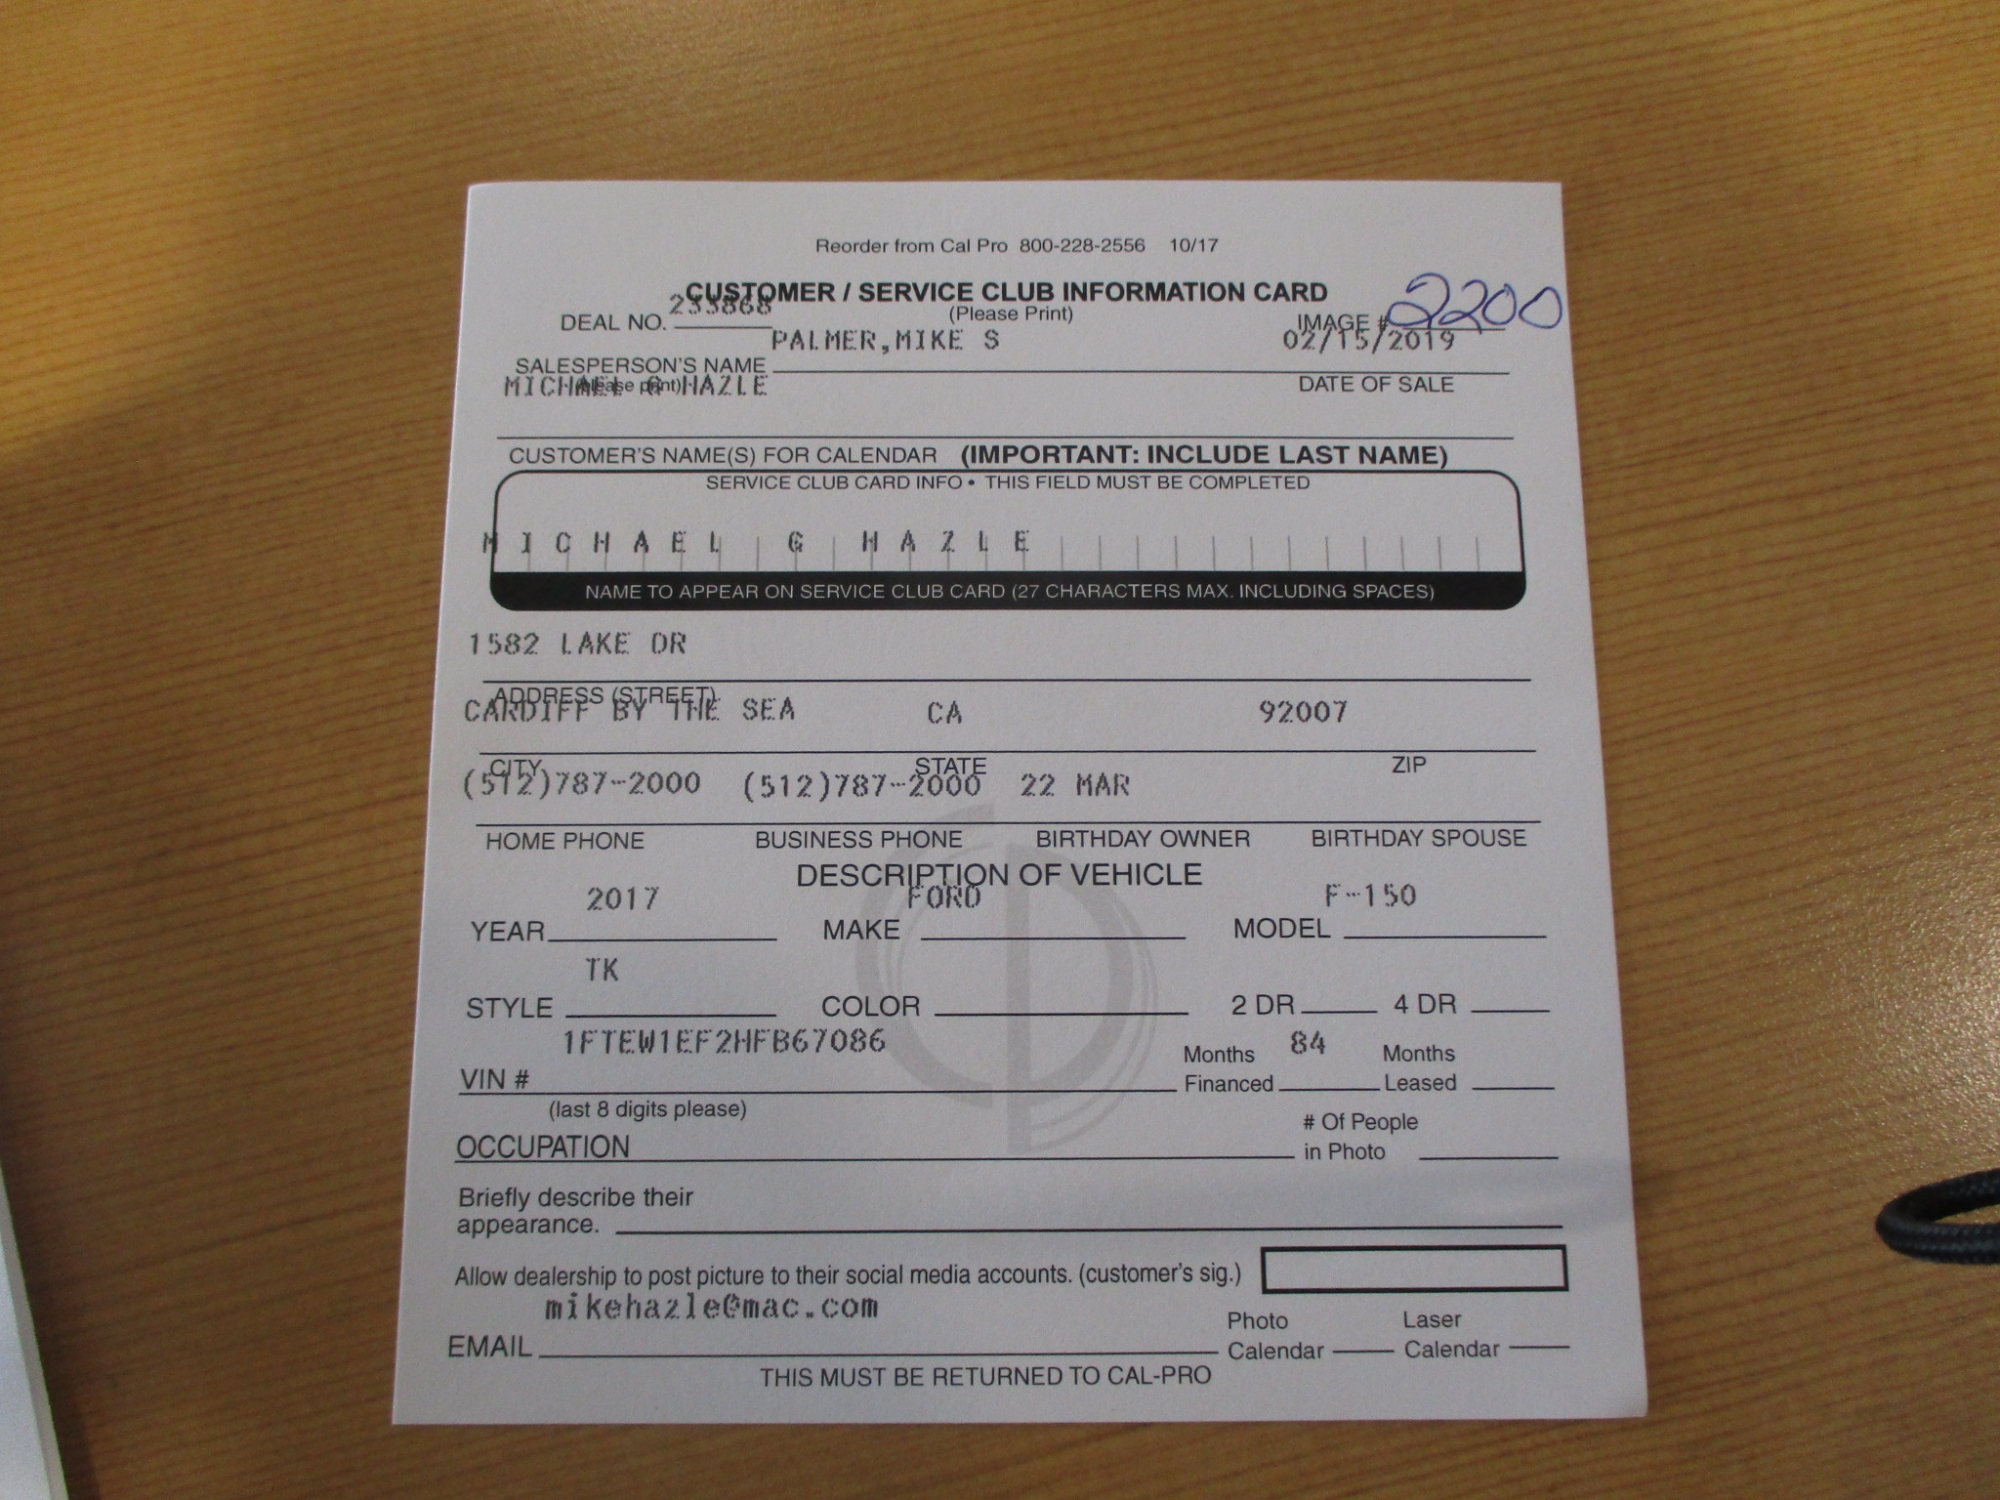 Reorder from Cal Pro 800-228-2556 10/17
CUSTOMER / SERVICE CLUB INFORMATION CARD
(Please Print)
DEAL NO. 233868
IMAGE # 2200
PALMER,MIKE S 02/15/2019
SALESPERSON'S NAME
(please print) DATE OF SALE
MICHAEL G HAZLE
CUSTOMER'S NAME(S) FOR CALENDAR (IMPORTANT: INCLUDE LAST NAME)
SERVICE CLUB CARD INFO • THIS FIELD MUST BE COMPLETED
MICHAEL G HAZLE
NAME TO APPEAR ON SERVICE CLUB CARD (27 CHARACTERS MAX. INCLUDING SPACES)
1582 LAKE DR
ADDRESS (STREET)
CARDIFF BY THE SEA CA 92007
CITY STATE ZIP
(512)787-2000 (512)787-2000 22 MAR
HOME PHONE BUSINESS PHONE BIRTHDAY OWNER BIRTHDAY SPOUSE
DESCRIPTION OF VEHICLE
2017 FORD F-150
YEAR MAKE MODEL
TK
STYLE COLOR 2 DR 4 DR
1FTEW1EF2HFB67086 Months 84 Months
VIN # Financed Leased
(last 8 digits please)
# Of People
OCCUPATION in Photo
Briefly describe their
appearance.
Allow dealership to post picture to their social media accounts. (customer's sig.)
mikehazle@mac.com
Photo Laser
EMAIL Calendar Calendar
THIS MUST BE RETURNED TO CAL-PRO